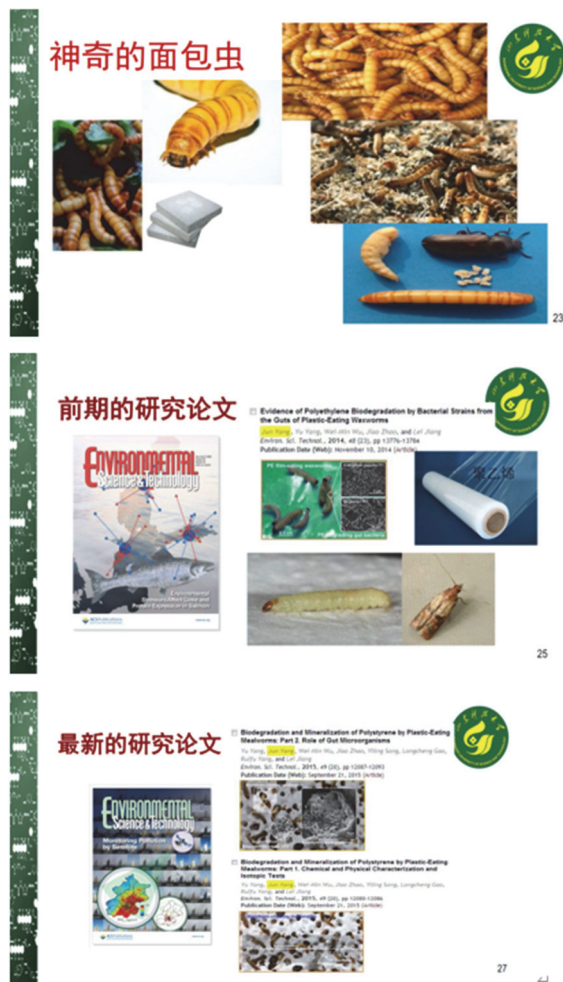 神奇的面包虫
23
前期的研究论文
Evidence of Polyethylene Biodegradation by Bacterial Strains from
the Guts of Plastic-Eating Waxworms
Jun Yang, Yu Yang, Wei-Min Wu, Jiao Zhao, and Lei Jiang
Environ. Sci. Technol., 2014, 48 (23), pp 13776-13784
Publication Date (Web): November 19, 2014 (Article)
ENVIRONMENTAL
Science & Technology
聚乙烯
Environmental
and
in Salmon
25
最新的研究论文
Biodegradation and Mineralization of Polystyrene by Plastic-Eating
Mealworms: Part 2. Role of Gut Microorganisms
Yu Yang, Jun Yang, Wei-Min Wu, Jiao Zhao, Yiling Song, Longcheng Gao,
Ruifu Yang, and Lei Jiang
Environ. Sci. Technol., 2015, 49 (20), pp 12087-12093
Publication Date (Web): September 21, 2015 (Article)
ENVIRONMENTAL
Science & Technology
Monitoring Pollution
by Satellite
Biodegradation and Mineralization of Polystyrene by Plastic-Eating
Mealworms: Part 1. Chemical and Physical Characterization and
Isotopic Tests
Yu Yang, Jun Yang, Wei-Min Wu, Jiao Zhao, Yiling Song, Longcheng Gao,
Ruifu Yang, and Lei Jiang
Environ. Sci. Technol., 2015, 49 (20), pp 12080-12086
Publication Date (Web): September 21, 2015 (Article)
27